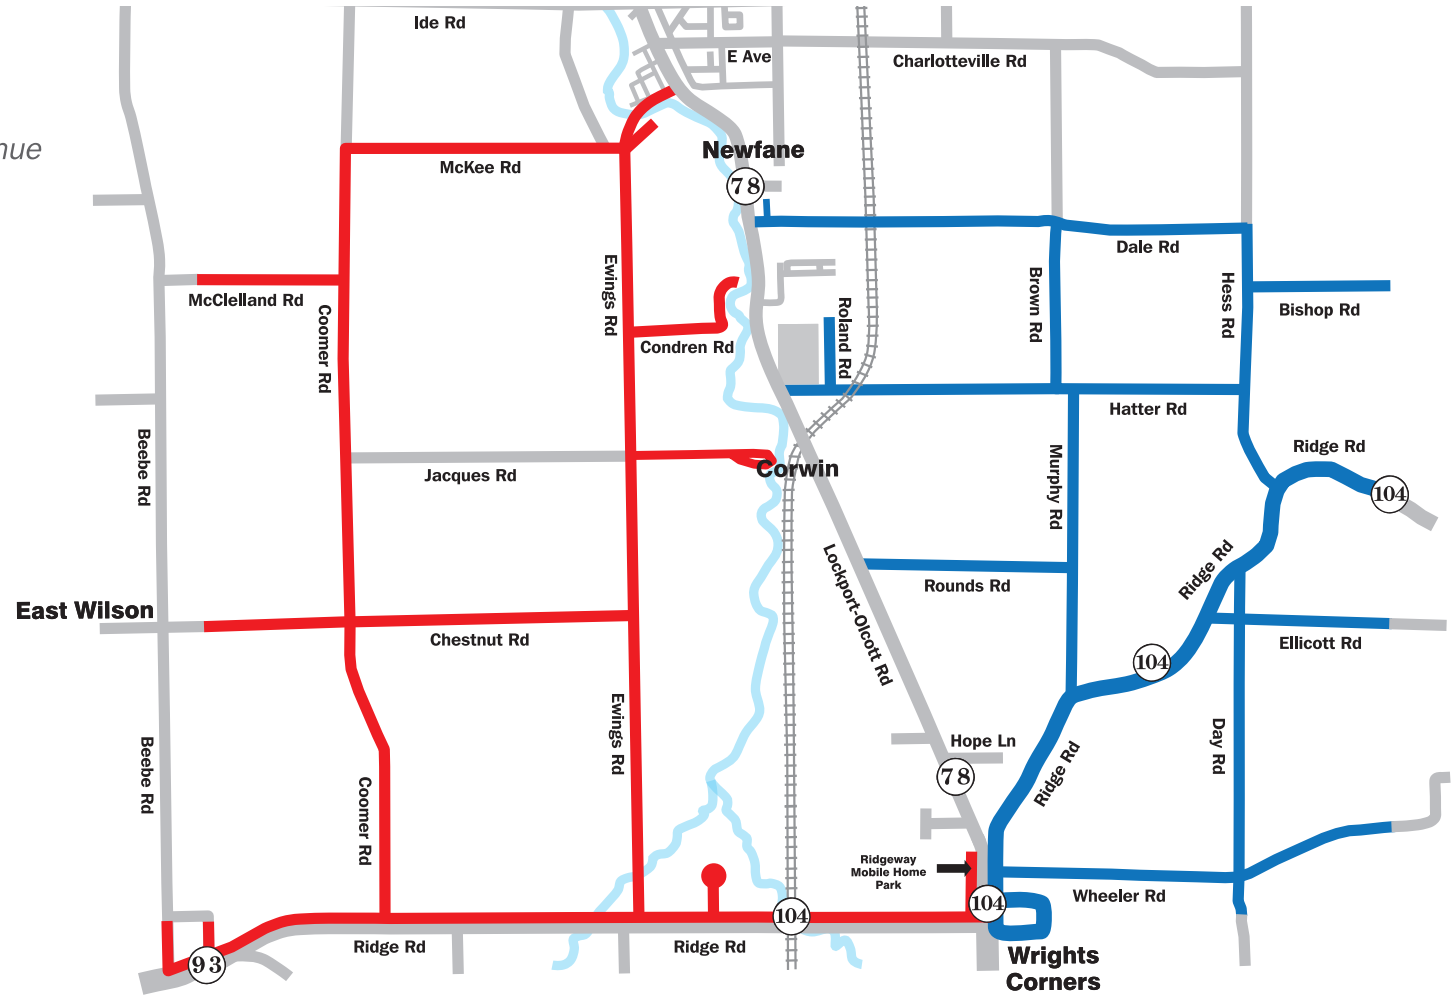 Ide Rd
E Ave
Charlotteville Rd
nue
McKee Rd
Newfane
78
Dale Rd
McClelland Rd
Coomer Rd
Ewings Rd
Condren Rd
Roland Rd
Brown Rd
Hess Rd
Bishop Rd
Hatter Rd
Beebe Rd
Jacques Rd
Corwin
Murphy Rd
Ridge Rd
104
Lockport-Olcott Rd
Rounds Rd
Ridge Rd
East Wilson
Chestnut Rd
104
Ellicott Rd
Beebe Rd
Coomer Rd
Ewings Rd
Hope Ln
78
Ridge Rd
Day Rd
Ridgeway
Mobile Home
Park
104
Wheeler Rd
104
93
Ridge Rd
Ridge Rd
Wrights
Corners